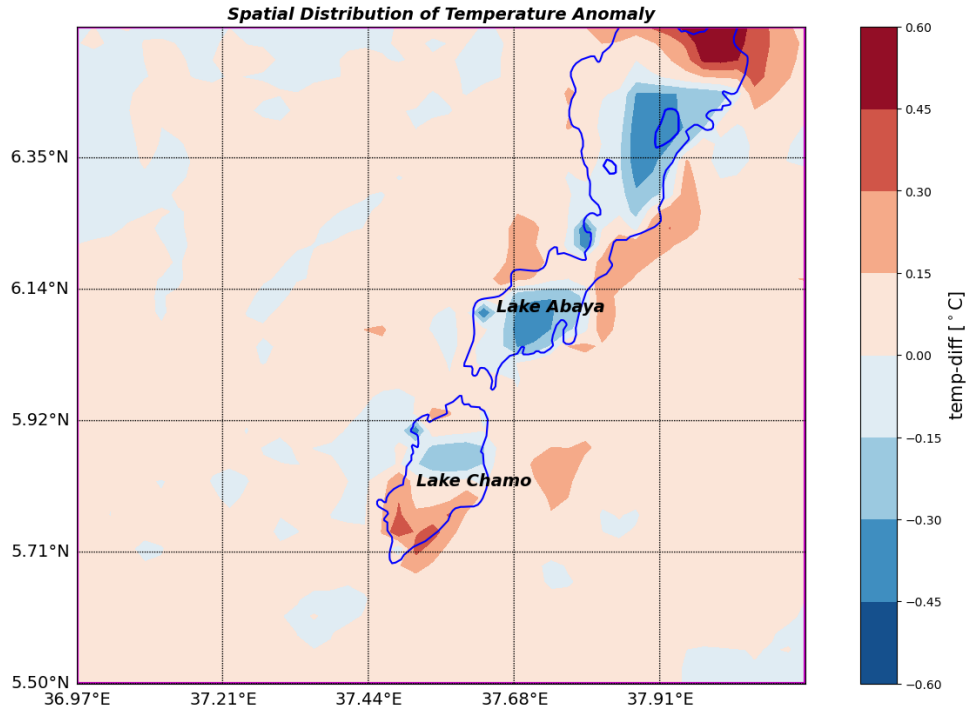 Spatial Distribution of Temperature Anomaly
6.35°N
6.14°N
5.92°N
5.71°N
5.50°N
36.97°E
37.21°E
37.44°E
37.68°E
37.91°E
Lake Abaya
Lake Chamo
0.60
0.45
0.30
0.15
0.00
−0.15
−0.30
−0.45
−0.60
temp-diff [°C]